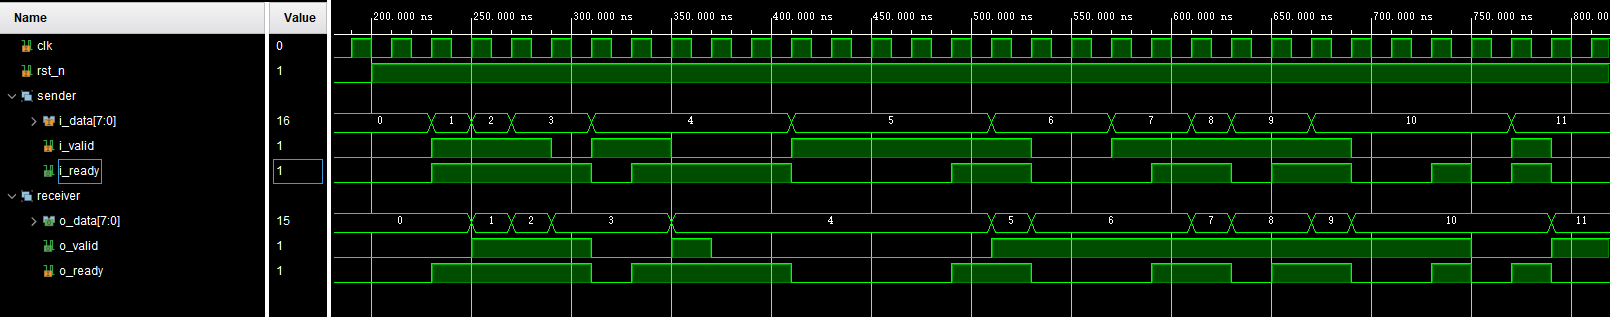 Name Value 200.000 ns 250.000 ns 300.000 ns 350.000 ns 400.000 ns 450.000 ns 500.000 ns 550.000 ns 600.000 ns 650.000 ns 700.000 ns 750.000 ns 800.
clk 0
rst_n 1
sender
i_data[7:0] 16 0 1 2 3 4 5 6 7 8 9 10 11
i_valid 1
i_ready 1
receiver
o_data[7:0] 15 0 1 2 3 4 5 6 7 8 9 10 11
o_valid 1
o_ready 1